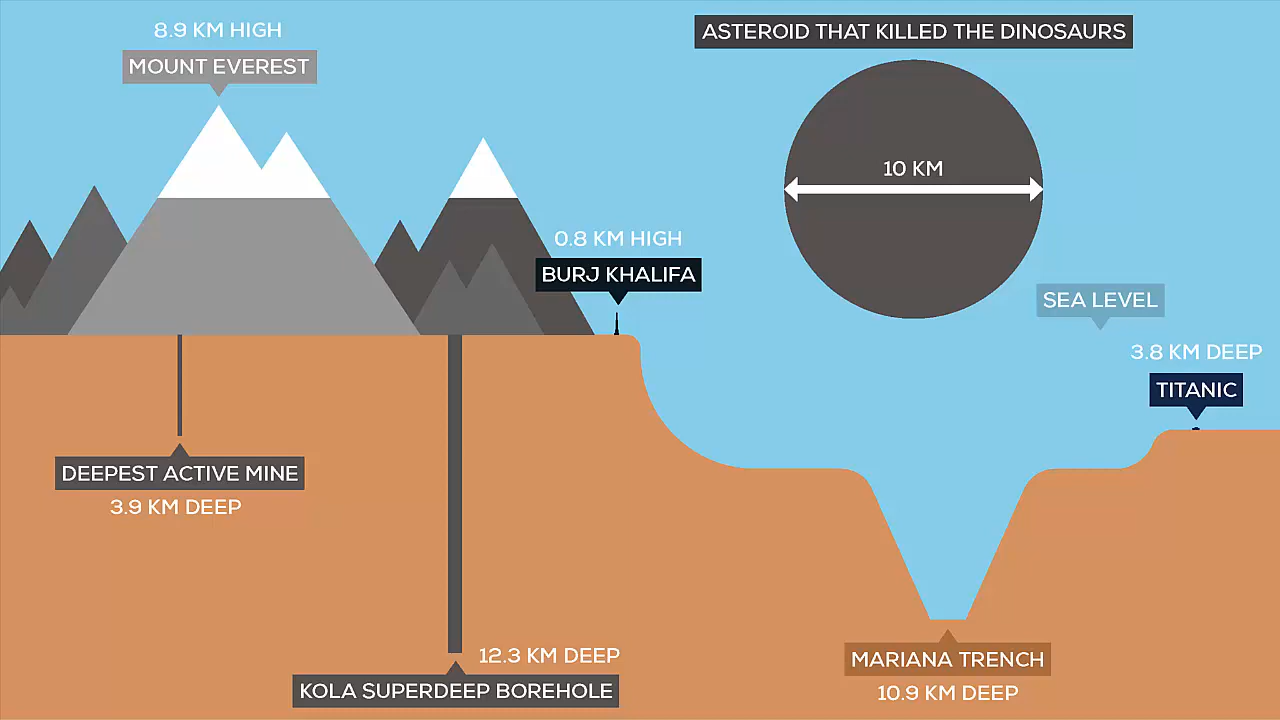 8.9 KM HIGH
MOUNT EVEREST
ASTEROID THAT KILLED THE DINOSAURS
10 KM
0.8 KM HIGH
BURJ KHALIFA
SEA LEVEL
3.8 KM DEEP
TITANIC
DEEPEST ACTIVE MINE
3.9 KM DEEP
12.3 KM DEEP
KOLA SUPERDEEP BOREHOLE
MARIANA TRENCH
10.9 KM DEEP